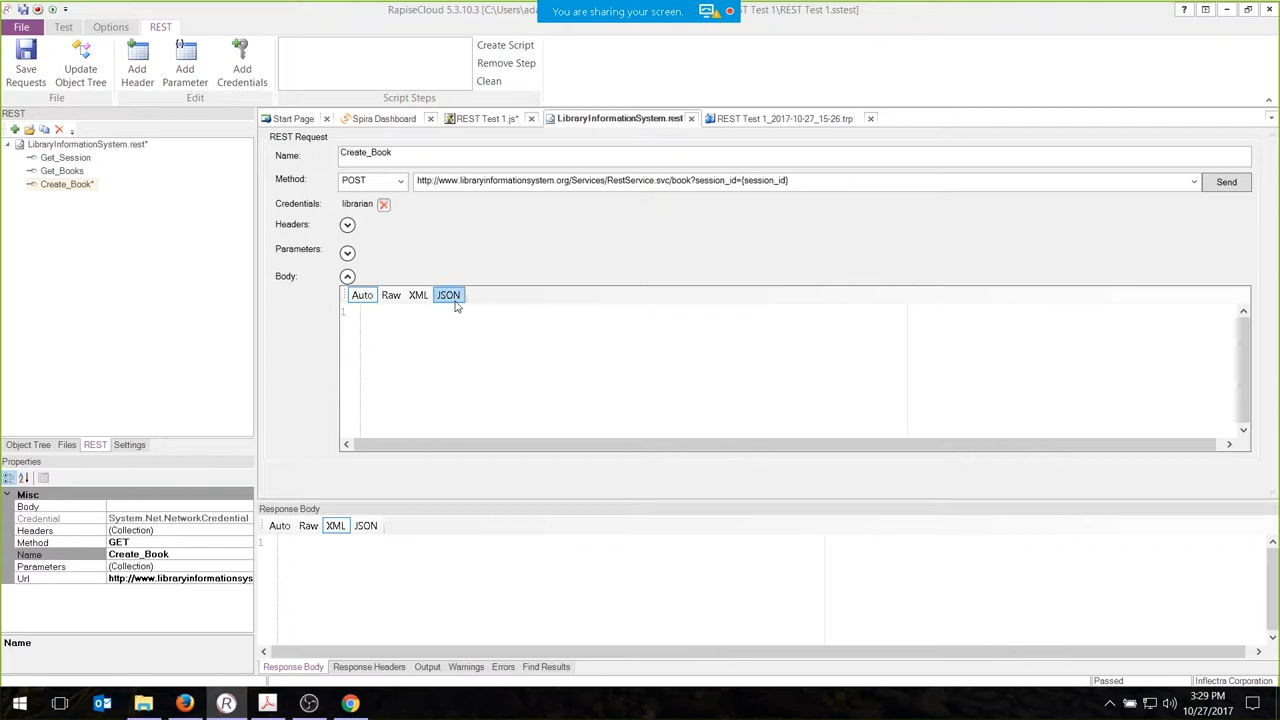 RapiseCloud 5.3.10.3
[C:\Users\ada
You are sharing your screen.
T Test 1\REST Test 1.sstest]
File
Test
Options
REST
Save Requests
Update Object Tree
Add Header
Add Parameter
Add Credentials
Create Script
Remove Step
Clean
File
Edit
Script Steps
REST
LibraryInformationSystem.rest*
Get_Session
Get_Books
Create_Book*
Start Page
Spira Dashboard
REST Test 1.js*
LibraryInformationSystem.rest
REST Test 1_2017-10-27_15-26.trp
REST Request
Name:
Create_Book
Method:
POST
http://www.libraryinformationsystem.org/Services/RestService.svc/book?session_id={session_id}
Send
Credentials:
librarian
Headers:
Parameters:
Body:
Auto
Raw
XML
JSON
1
Object Tree
Files
REST
Settings
Properties
Misc
Body
Credential
System.Net.NetworkCredential
Headers
(Collection)
Method
GET
Name
Create_Book
Parameters
(Collection)
Url
http://www.libraryinformationsys
Name
Response Body
Auto
Raw
XML
JSON
1
Response Body
Response Headers
Output
Warnings
Errors
Find Results
Passed
Inflectra Corporation
3:29 PM
10/27/2017